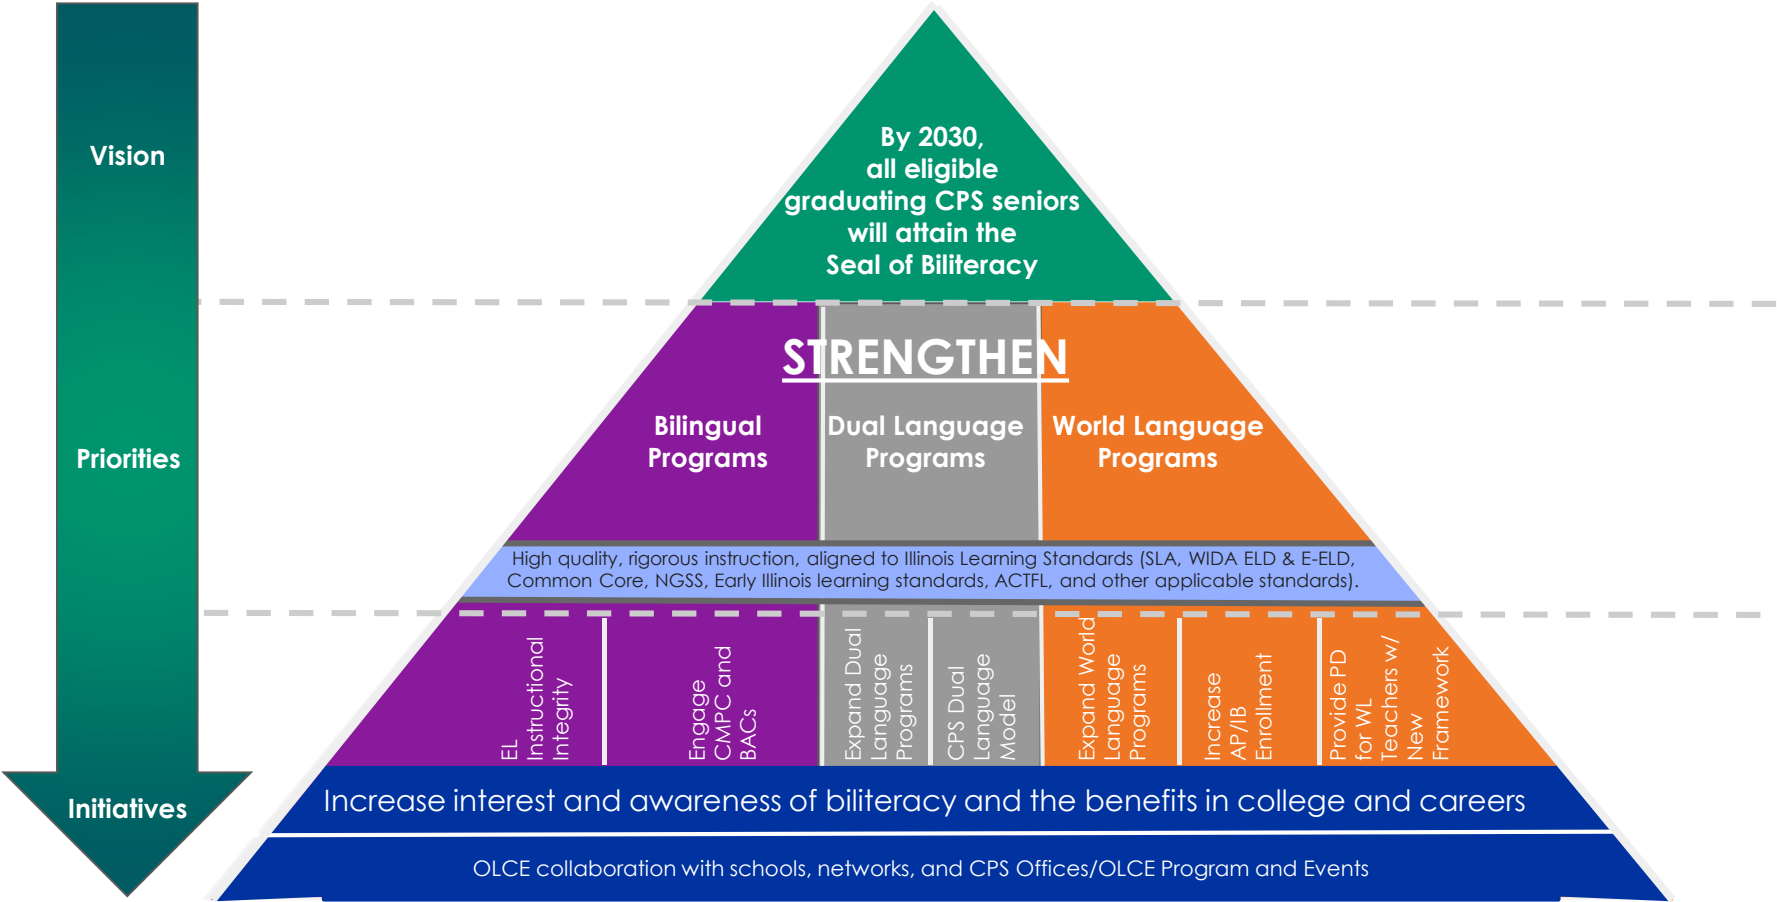 Vision
By 2030,
all eligible
graduating CPS seniors
will attain the
Seal of Biliteracy
Priorities
STRENGTHEN
Bilingual
Programs
Dual Language
Programs
World Language
Programs
High quality, rigorous instruction, aligned to Illinois Learning Standards (SLA, WIDA ELD & E-ELD,
Common Core, NGSS, Early Illinois learning standards, ACTFL, and other applicable standards).
Initiatives
EL
Instructional
Integrity
Engage
CMPC and
BACs
Expand Dual
Language
Programs
CPS Dual
Language
Model
Expand World
Language
Programs
Increase
AP/IB
Enrollment
Provide PD
for WL
Teachers w/
New
Framework
Increase interest and awareness of biliteracy and the benefits in college and careers
OLCE collaboration with schools, networks, and CPS Offices/OLCE Program and Events